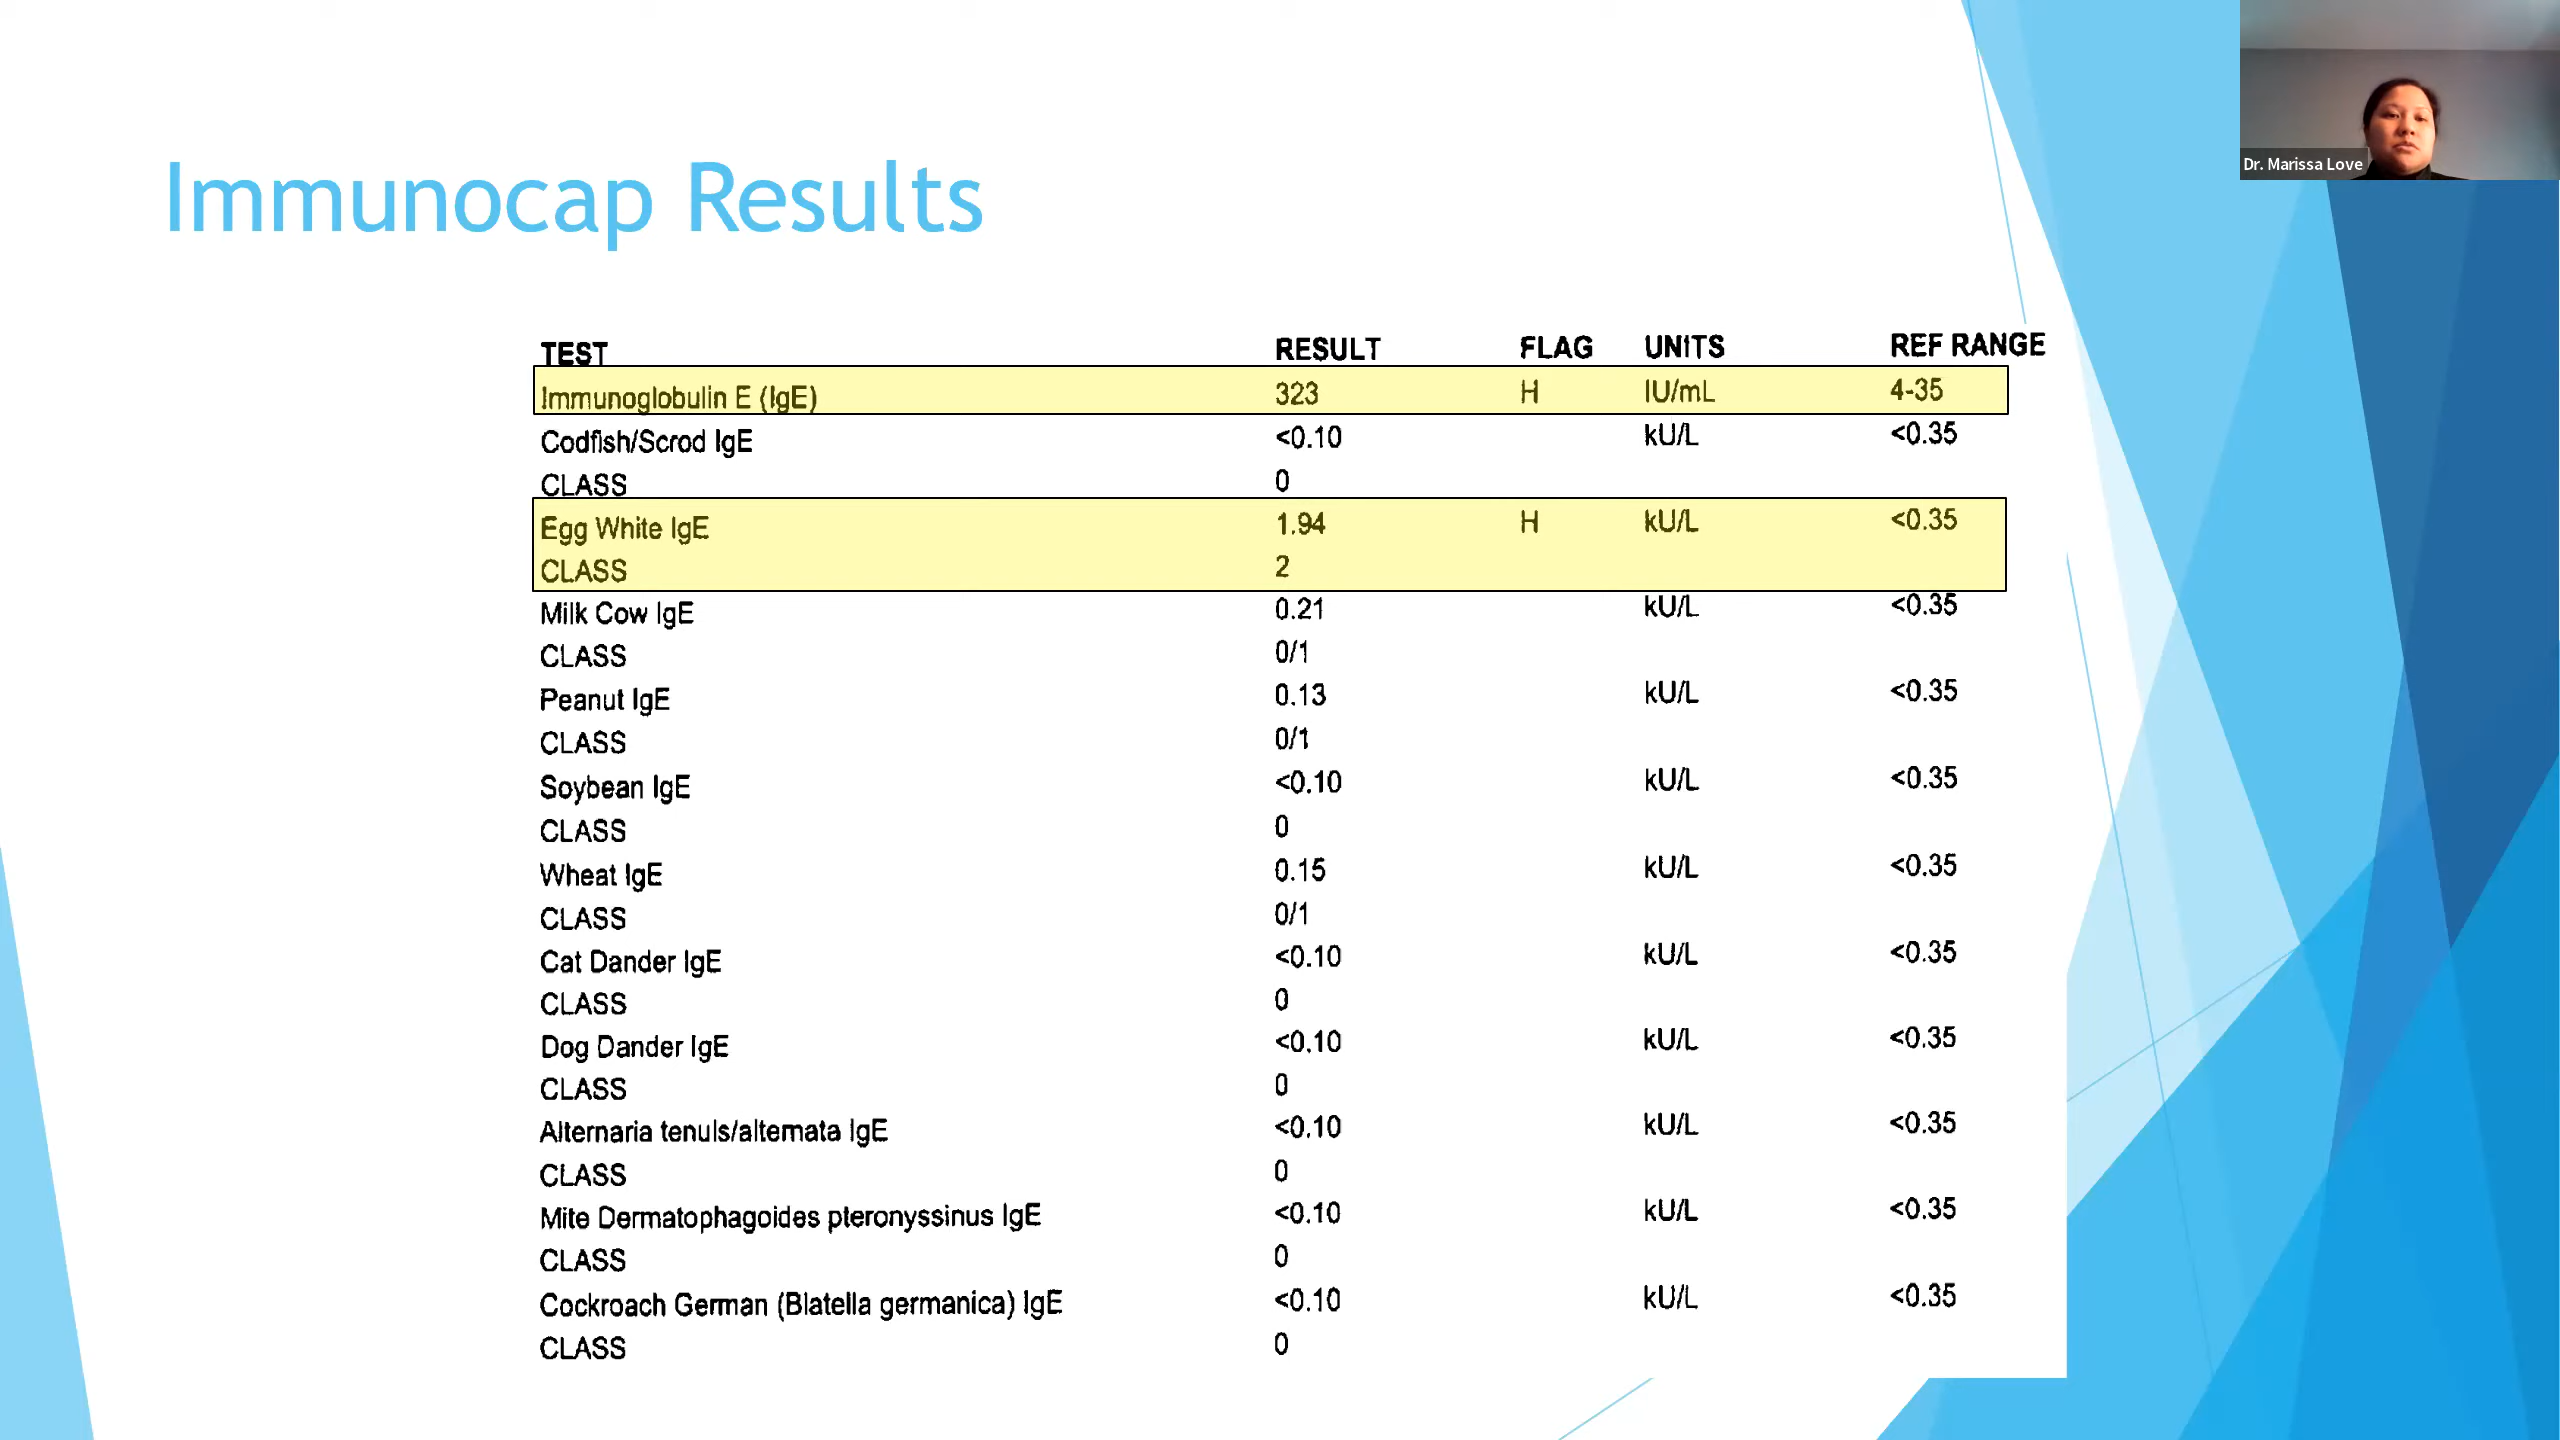 Dr. Marissa Love
Immunocap Results
TEST RESULT FLAG UNITS REF RANGE
Immunoglobulin E (IgE) 323 H IU/mL 4-35
Codfish/Scrod IgE <0.10 kU/L <0.35
CLASS 0
Egg White IgE 1.94 H kU/L <0.35
CLASS 2
Milk Cow IgE 0.21 kU/L <0.35
CLASS 0/1
Peanut IgE 0.13 kU/L <0.35
CLASS 0/1
Soybean IgE <0.10 kU/L <0.35
CLASS 0
Wheat IgE 0.15 kU/L <0.35
CLASS 0/1
Cat Dander IgE <0.10 kU/L <0.35
CLASS 0
Dog Dander IgE <0.10 kU/L <0.35
CLASS 0
Alternaria tenuis/alternata IgE <0.10 kU/L <0.35
CLASS 0
Mite Dermatophagoides pteronyssinus IgE <0.10 kU/L <0.35
CLASS 0
Cockroach German (Blatella germanica) IgE <0.10 kU/L <0.35
CLASS 0